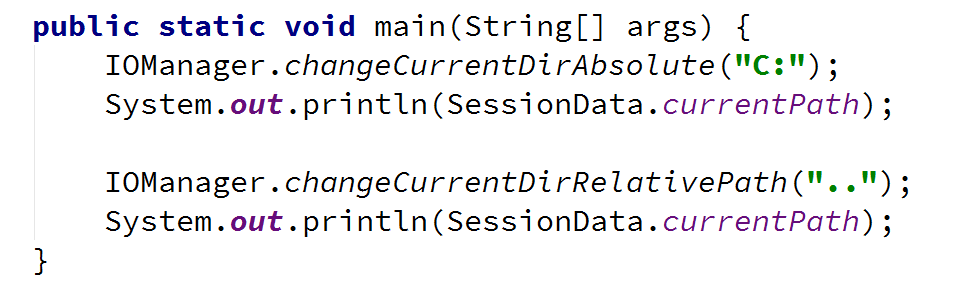 public static void main(String[] args) {
    IOManager.changeCurrentDirAbsolute("C:");
    System.out.println(SessionData.currentPath);

    IOManager.changeCurrentDirRelativePath("..");
    System.out.println(SessionData.currentPath);
}